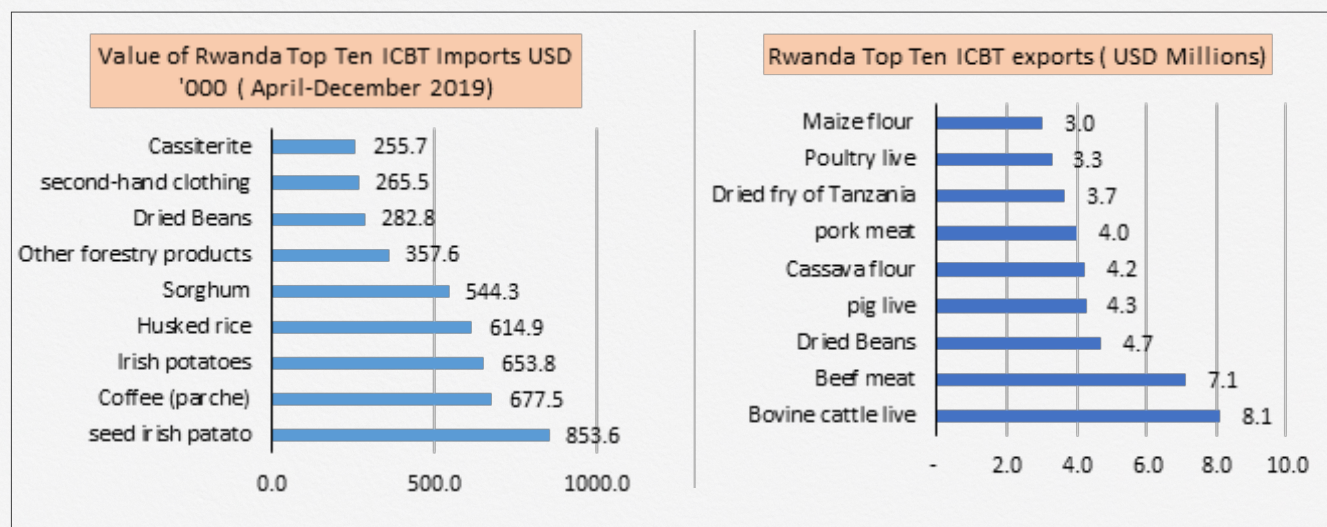 Value of Rwanda Top Ten ICBT Imports USD
'000 ( April-December 2019)
Cassiterite 255.7
second-hand clothing 265.5
Dried Beans 282.8
Other forestry products 357.6
Sorghum 544.3
Husked rice 614.9
Irish potatoes 653.8
Coffee (parche) 677.5
seed irish patato 853.6
0.0 500.0 1000.0
Rwanda Top Ten ICBT exports ( USD Millions)
Maize flour 3.0
Poultry live 3.3
Dried fry of Tanzania 3.7
pork meat 4.0
Cassava flour 4.2
pig live 4.3
Dried Beans 4.7
Beef meat 7.1
Bovine cattle live 8.1
- 2.0 4.0 6.0 8.0 10.0